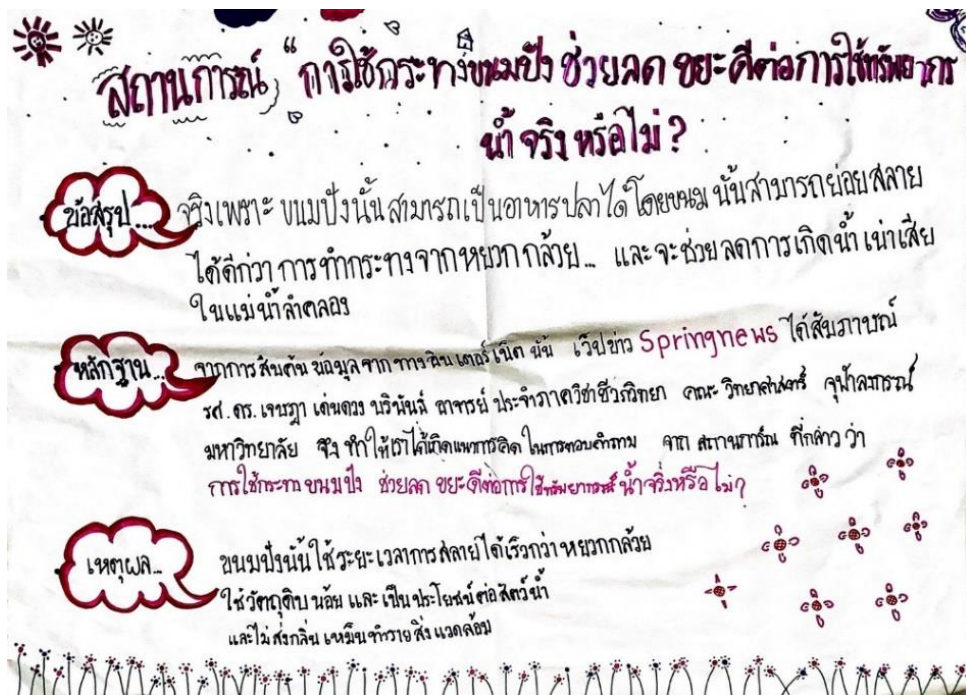 สถานการณ์ "การใช้กระทงขนมปัง ช่วยลด ขยะดีต่อการใช้ทรัพยากร
น้ำ จริง หรือไม่ ?
ข้อสรุป...
จริงเพราะ ขนมปังนั้นสามารถเป็นอาหารปลาได้ โดยขนม นั้นสามารถย่อยสลาย
ได้ดีกว่า การทำกระทงจากหยวกกล้วย... และจะช่วยลดการเกิดน้ำเน่าเสีย
ในแม่น้ำลำคลอง
หลักฐาน...
จากการสืบค้น ข้อมูลจาก ทางอินเตอร์เน็ต นั้น เว็ปข่าว Springnews ได้สัมภาษณ์
รศ.ดร. เจษฎา เด่นดวง บริพันธ์ อาจารย์ ประจำภาควิชาชีววิทยา คณะ วิทยาศาสตร์ จุฬาลงกรณ์
มหาวิทยาลัย จึง ทำให้เราได้เกิดแนวการคิด ในการตอบคำถาม จาก สถานการ์ณ ที่กล่าว ว่า
การใช้กระทง ขนมปัง ช่วยลด ขยะดีต่อการใช้ น้ำ จริงหรือ ไม่?
เหตุผล...
ขนมปังนั้นใช้ระยะเวลาการสลายได้เร็วกว่าหยวกกล้วย
ใช้วัตถุดิบน้อย และ เป็นประโยชน์ต่อสัตว์น้ำ
และไม่ส่งกลิ่น เหม็นทำรายสิ่งแวดล้อม